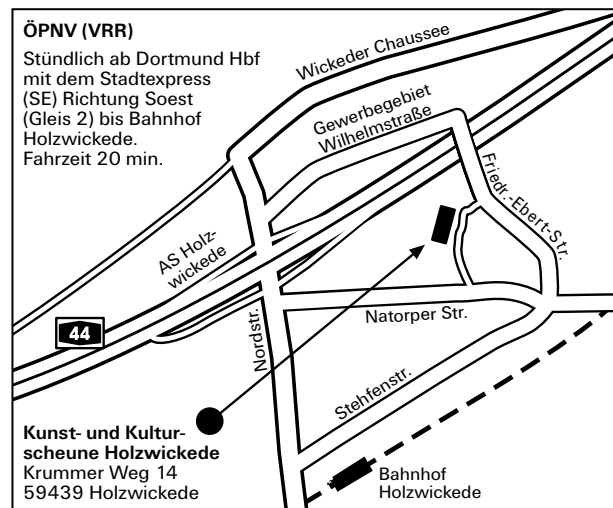 ÖPNV (VRR)
Stündlich ab Dortmund Hbf
mit dem Stadtexpress
(SE) Richtung Soest
(Gleis 2) bis Bahnhof
Holzwickede.
Fahrzeit 20 min.
Wickeder Chaussee
Gewerbegebiet
Wilhelmstraße
Friedr.-Ebert-Str.
AS Holz-
wickede
44
Nordstr.
Natorper Str.
Stehfenstr.
Kunst- und Kultur-
scheune Holzwickede
Krummer Weg 14
59439 Holzwickede
Bahnhof
Holzwickede